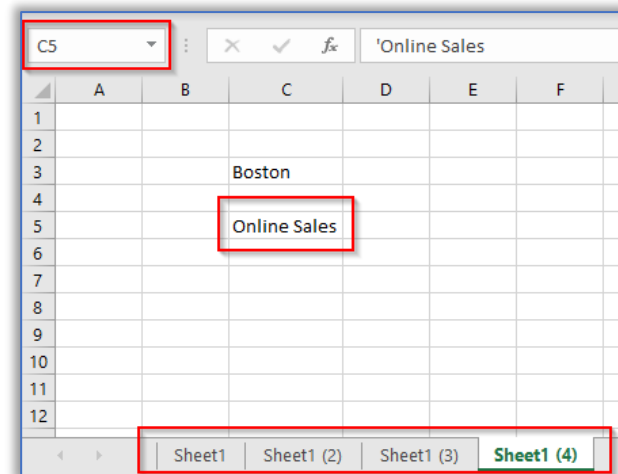 C5 fx 'Online Sales
A B C D E F
1
2
3 Boston
4
5 Online Sales
6
7
8
9
10
11
12
Sheet1 Sheet1 (2) Sheet1 (3) Sheet1 (4)